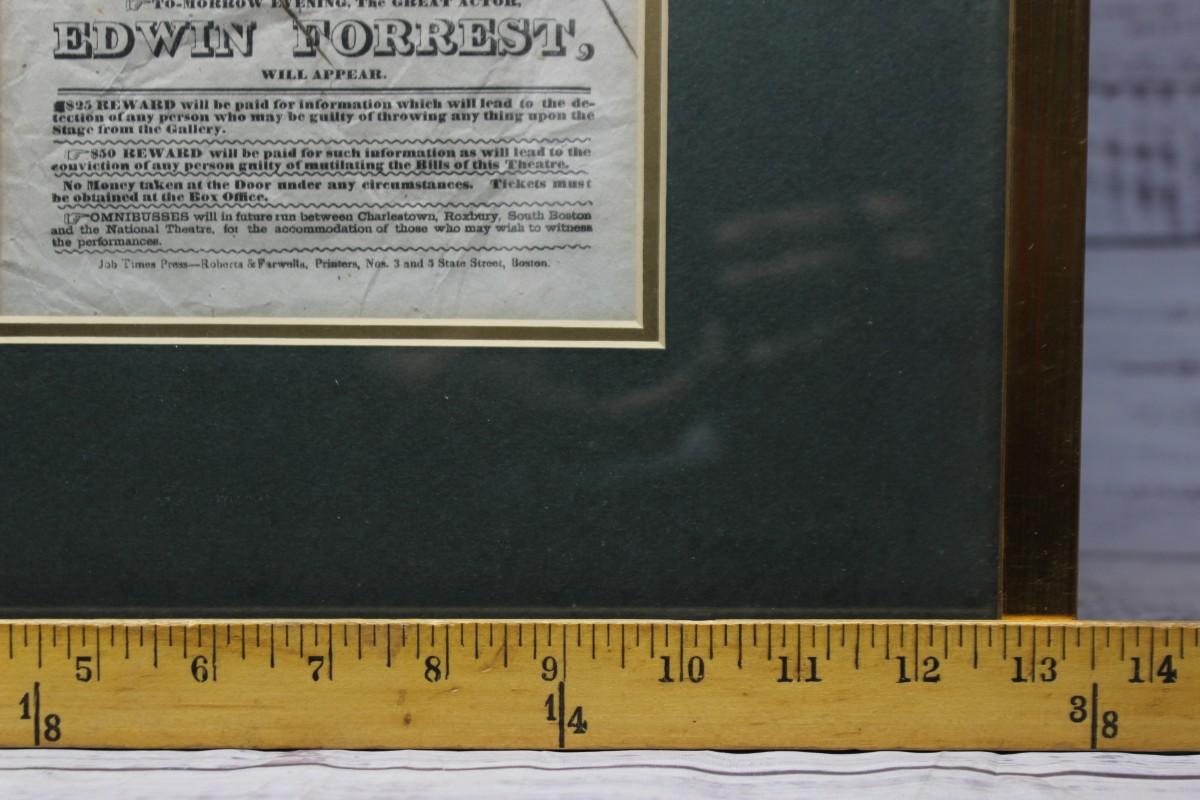 ☞TO-MORROW EVENING, The GREAT ACTOR,
EDWIN FORREST,
WILL APPEAR.
☞$25 REWARD will be paid for information which will lead to the de-
tection of any person who may be guilty of throwing any thing upon the
Stage from the Gallery.
☞$50 REWARD will be paid for such information as will lead to the
conviction of any person guilty of mutilating the Bills of this Theatre.
No Money taken at the Door under any circumstances. Tickets must
be obtained at the Box Office.
☞OMNIBUSSES will in future run between Charlestown, Roxbury, South Boston
and the National Theatre, for the accommodation of those who may wish to witness
the performances.
Job Times Press—Roberts & Farwells, Printers, Nos. 3 and 5 State Street, Boston.
5 6 7 8 9 10 11 12 13 14
1|8 1|4 3|8